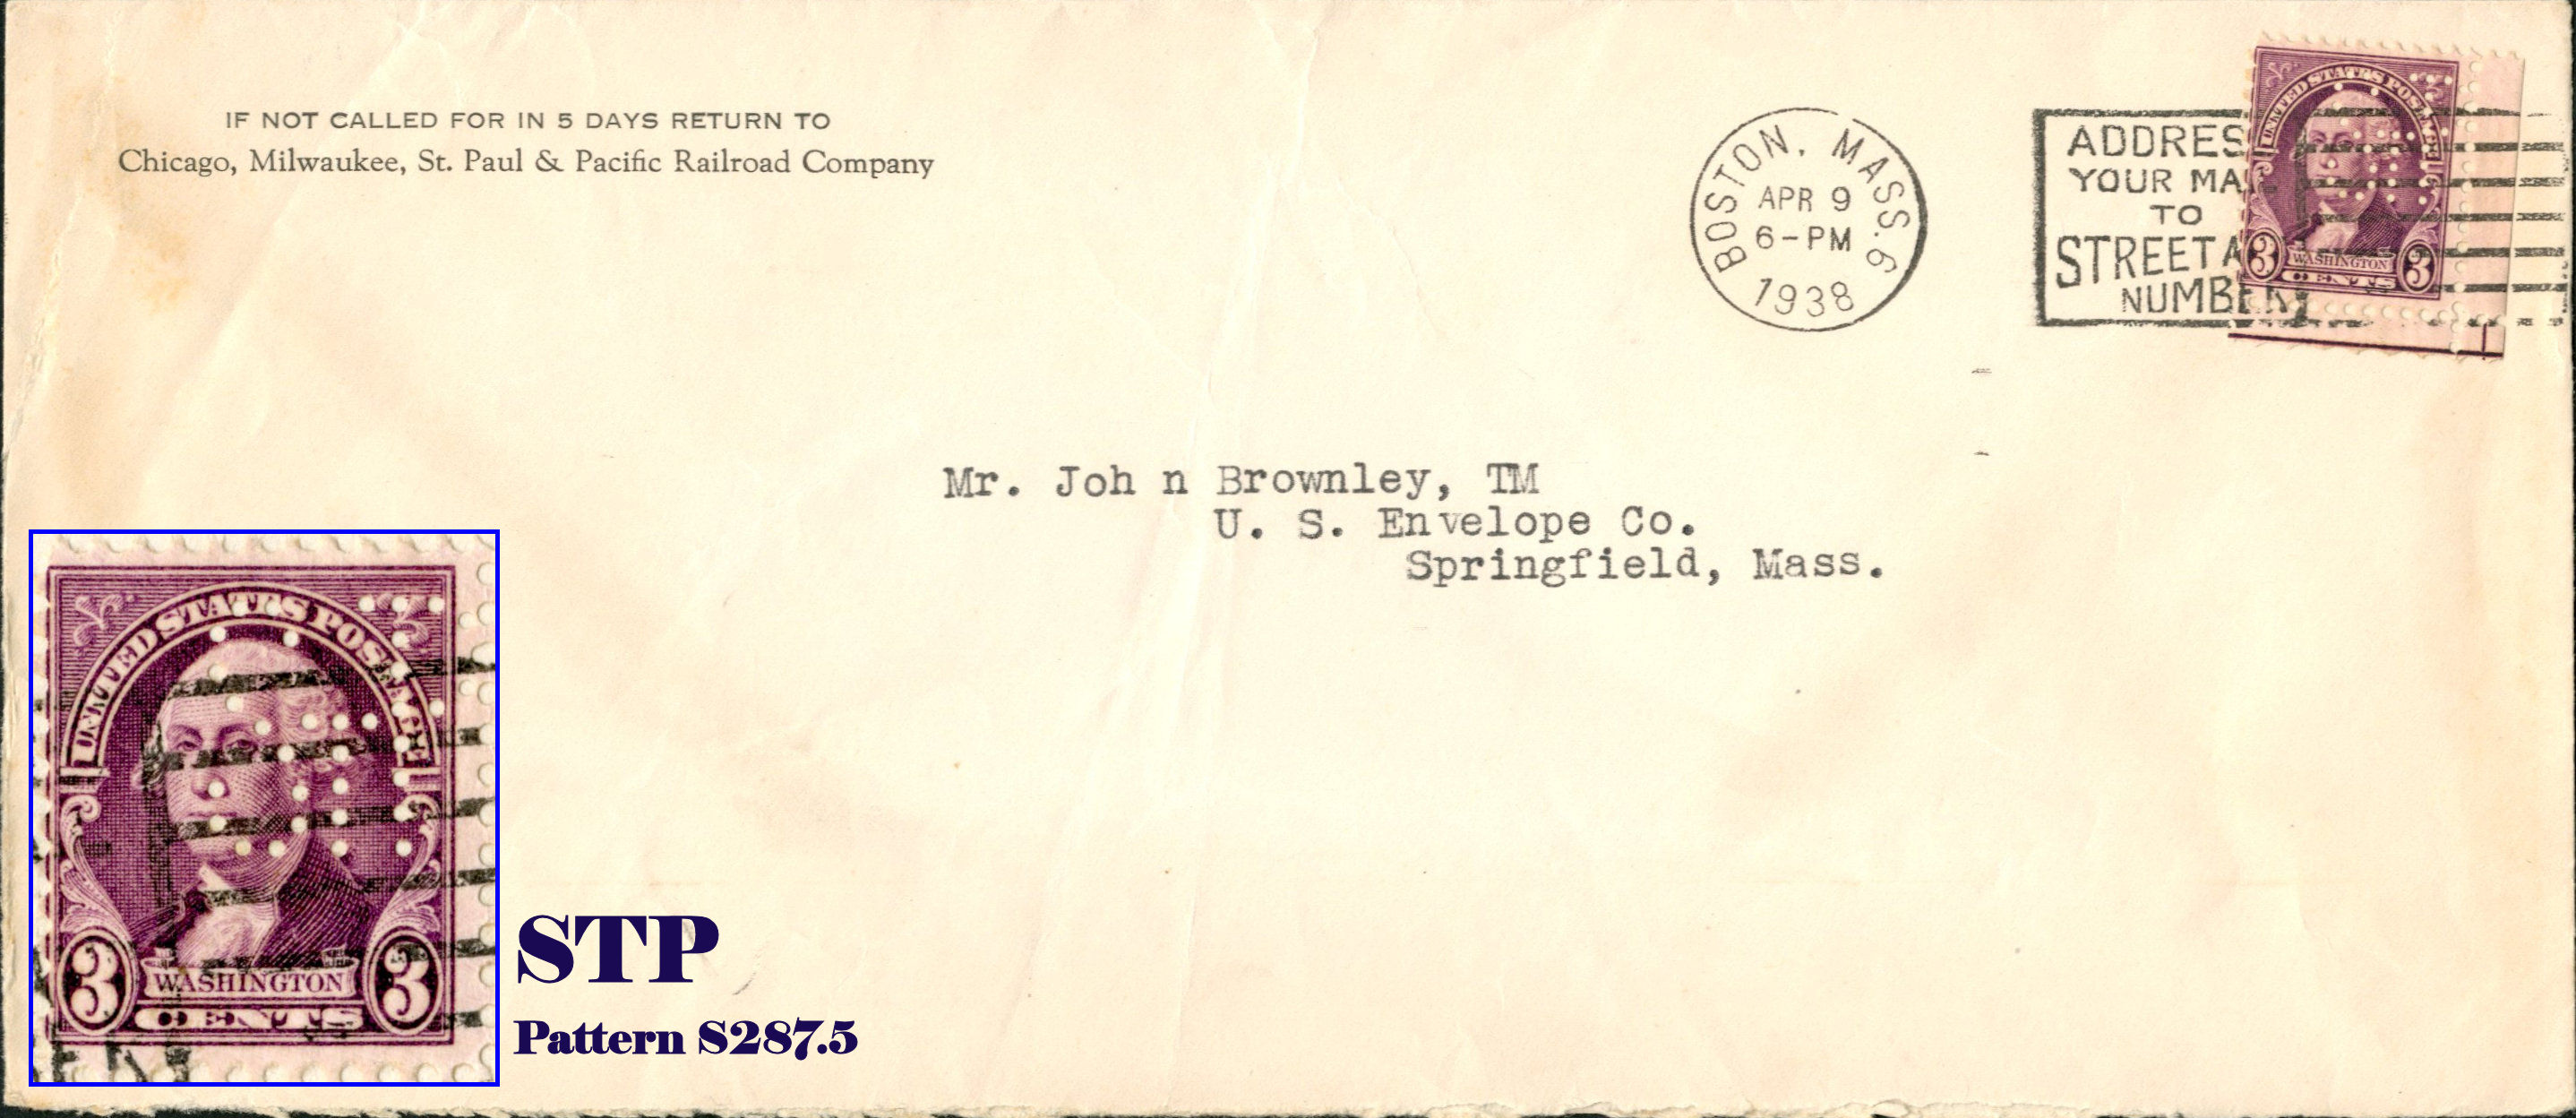 IF NOT CALLED FOR IN 5 DAYS RETURN TO
Chicago, Milwaukee, St. Paul & Pacific Railroad Company
BOSTON, MASS. 6
APR 9
6-PM
1938
ADDRES
YOUR MAI
TO
STREET A
NUMBER
UNITED STATES POSTAGE
3 WASHINGTON 3
CENTS
Mr. Joh n Brownley, TM
U. S. Envelope Co.
Springfield, Mass.
UNITED STATES POSTAGE
3 WASHINGTON 3
CENTS
STP
Pattern S287.5